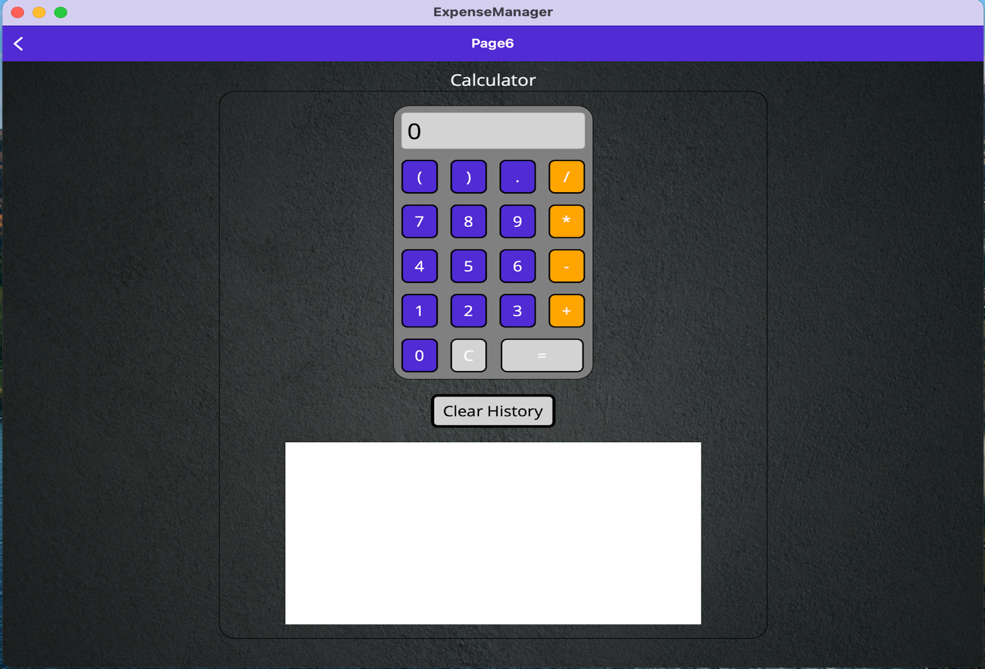 ExpenseManager
Page6
Calculator
0
( ) . /
7 8 9 *
4 5 6 -
1 2 3 +
0 C =
Clear History